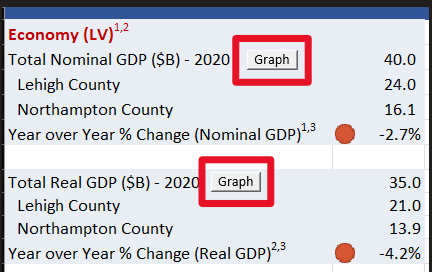 Economy (LV)1,2
Total Nominal GDP ($B) - 2020 Graph 40.0
Lehigh County 24.0
Northampton County 16.1
Year over Year % Change (Nominal GDP)1,3 -2.7%
Total Real GDP ($B) - 2020 Graph 35.0
Lehigh County 21.0
Northampton County 13.9
Year over Year % Change (Real GDP)2,3 -4.2%